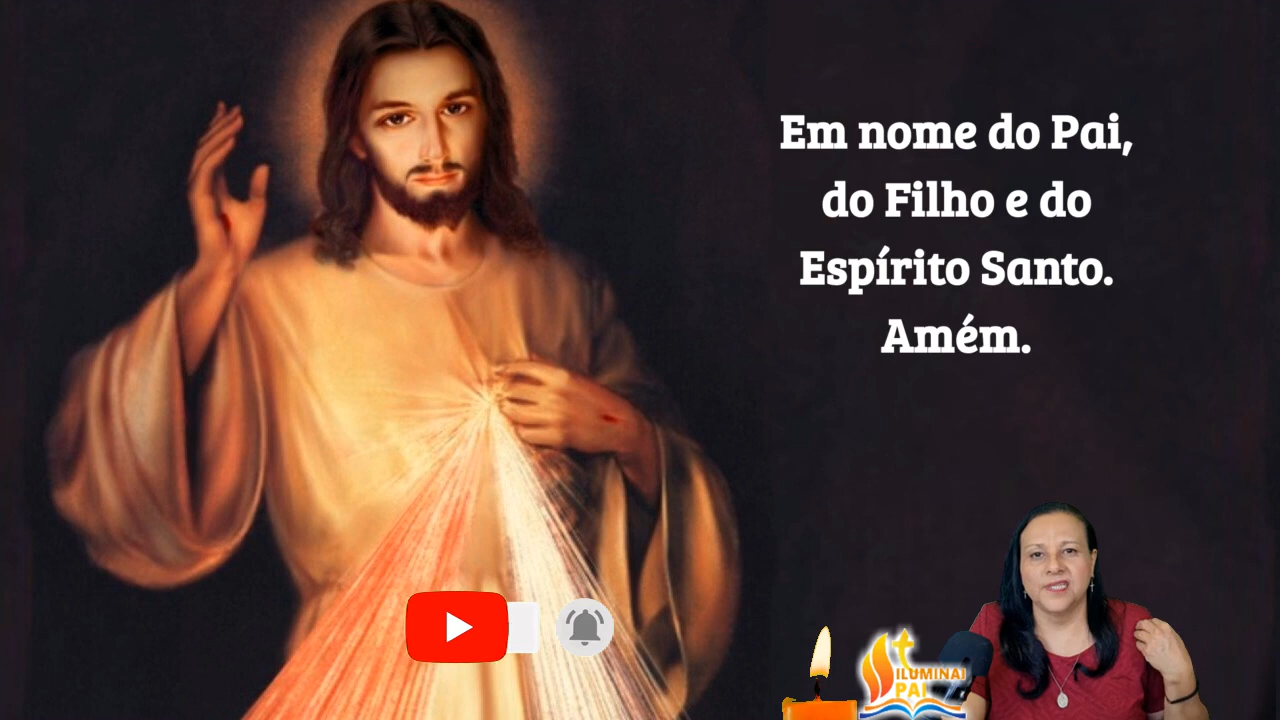 Em nome do Pai,
do Filho e do
Espírito Santo.
Amém.
ILUMINAI
PAI